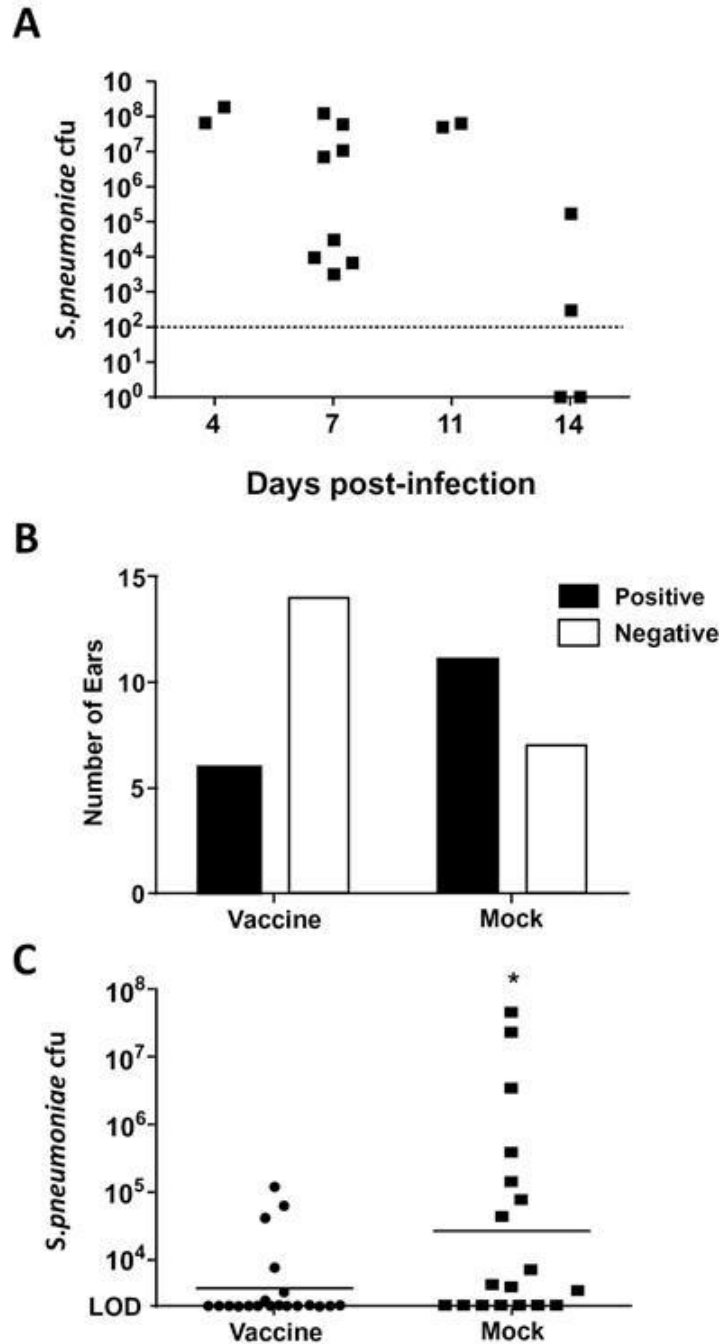 A
S.pneumoniae cfu
10
10⁸
10⁷
10⁶
10⁵
10⁴
10³
10²
10¹
10⁰
4 7 11 14
Days post-infection
B
Number of Ears
15
10
5
0
Positive
Negative
Vaccine Mock
C
S.pneumoniae cfu
10⁸
10⁷
10⁶
10⁵
10⁴
LOD
*
Vaccine Mock